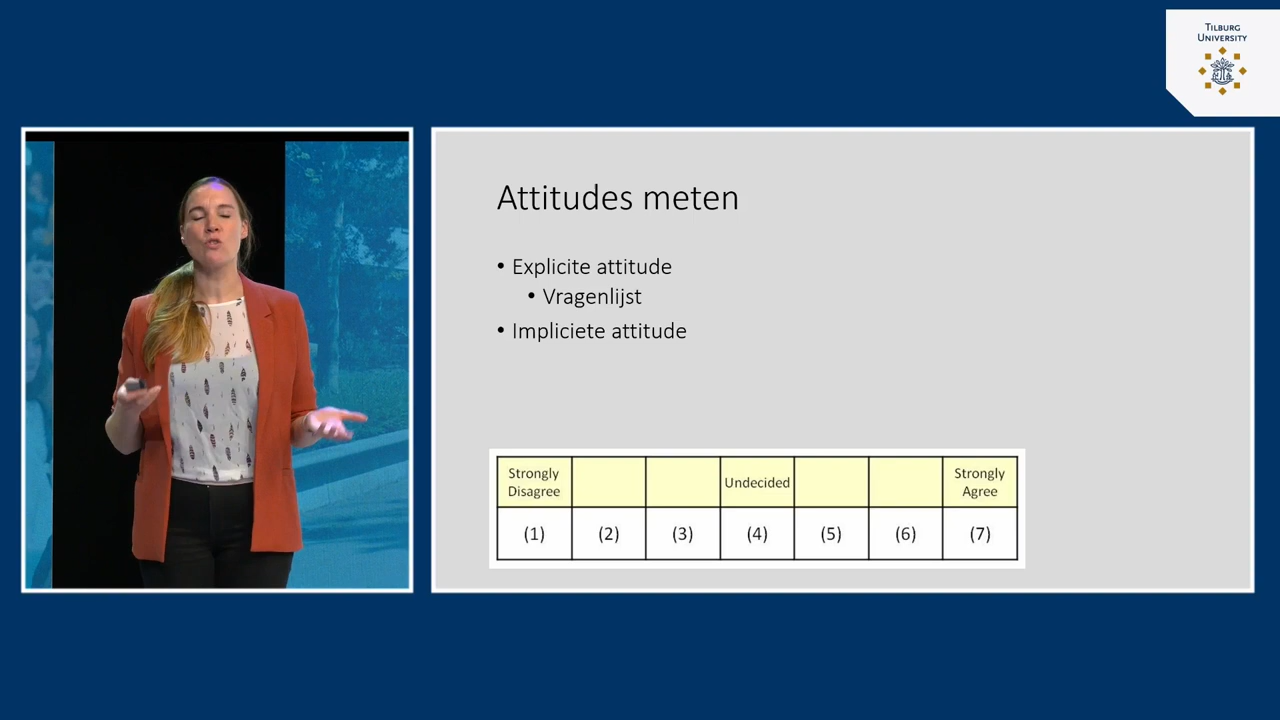 TILBURG
UNIVERSITY
Attitudes meten
• Explicite attitude
• Vragenlijst
• Impliciete attitude
Strongly Disagree Undecided Strongly Agree
(1) (2) (3) (4) (5) (6) (7)